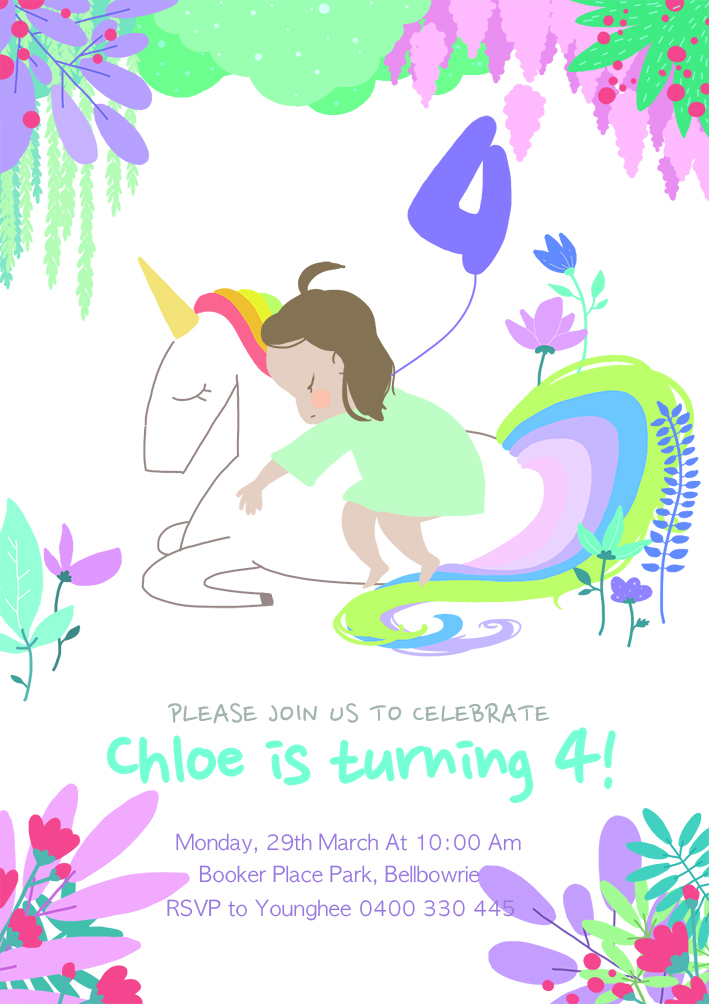 4
PLEASE JOIN US TO CELEBRATE
Chloe is turning 4!
Monday, 29th March At 10:00 Am
Booker Place Park, Bellbowrie
RSVP to Younghee 0400 330 445